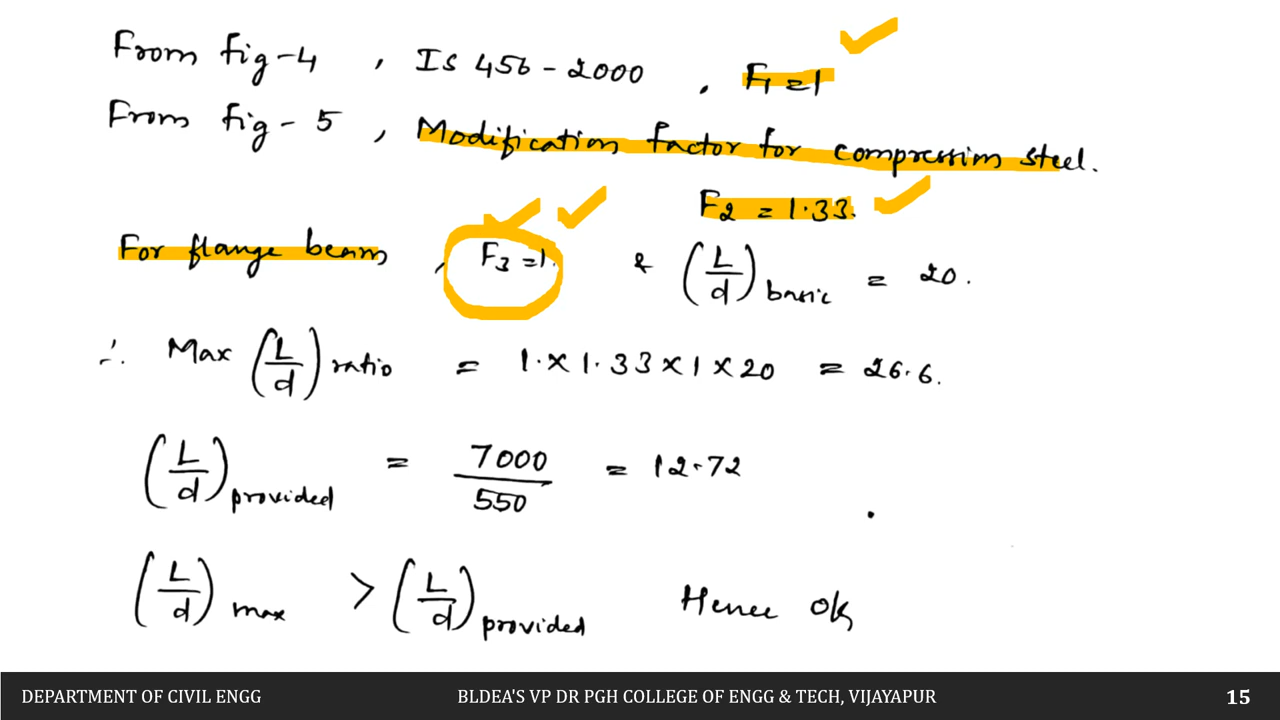 From fig-4 , Is 456-2000 , F1 = 1
From fig-5 , Modification factor for compression steel.
F2 = 1.33.
For flange beam , F3 = 1. & (L/d) basic = 20.
∴ Max (L/d) ratio = 1. x 1.33 x 1 x 20 = 26.6.
(L/d) provided = 7000/550 = 12.72
(L/d) max > (L/d) provided Hence ok
DEPARTMENT OF CIVIL ENGG BLDEA'S VP DR PGH COLLEGE OF ENGG & TECH, VIJAYAPUR 15